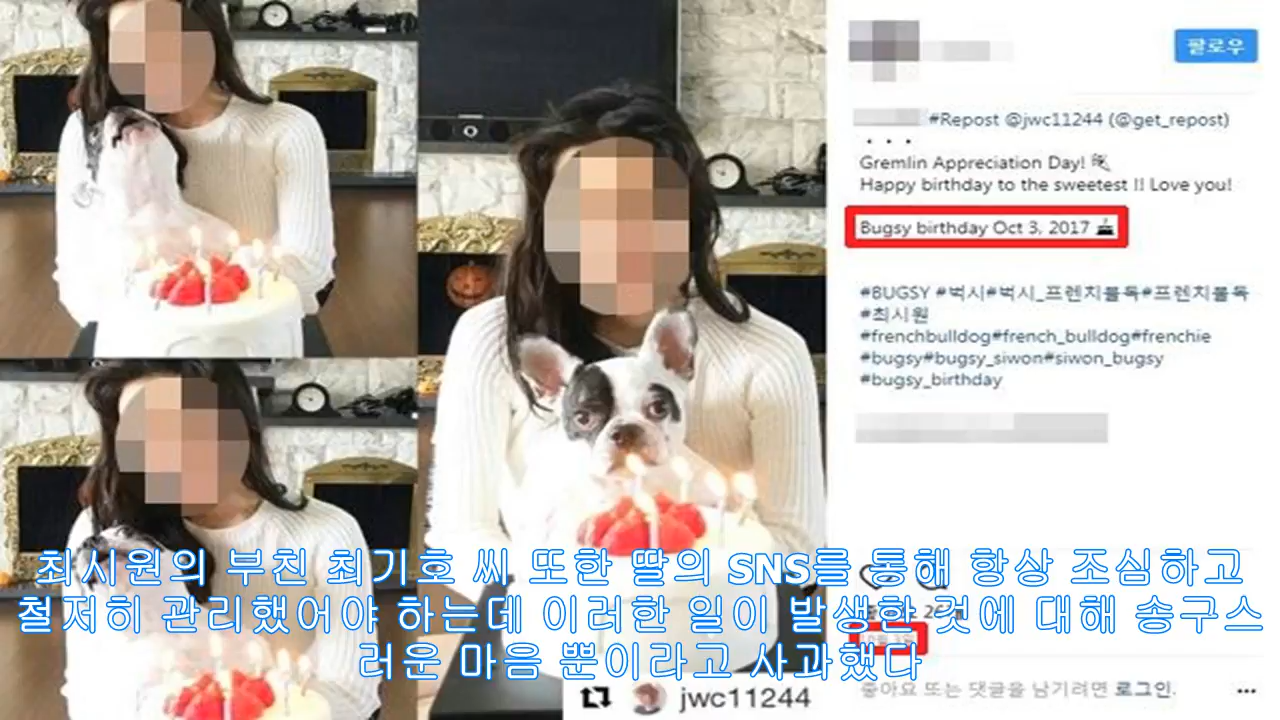 팔로우
#Repost @jwc11244 (@get_repost)
• • •
Gremlin Appreciation Day!
Happy birthday to the sweetest !! Love you!
Bugsy birthday Oct 3, 2017
#BUGSY #벅시#벅시_프렌치불독#프렌치불독
#최시원
#frenchbulldog#french_bulldog#frenchie
#bugsy#bugsy_siwon#siwon_bugsy
#bugsy_birthday
최시원의 부친 최기호 씨 또한 딸의 SNS를 통해 항상 조심하고
철저히 관리했어야 하는데 이러한 일이 발생한 것에 대해 송구스
러운 마음 뿐이라고 사과했다
좋아요 또는 댓글을 남기려면 로그인.
jwc11244